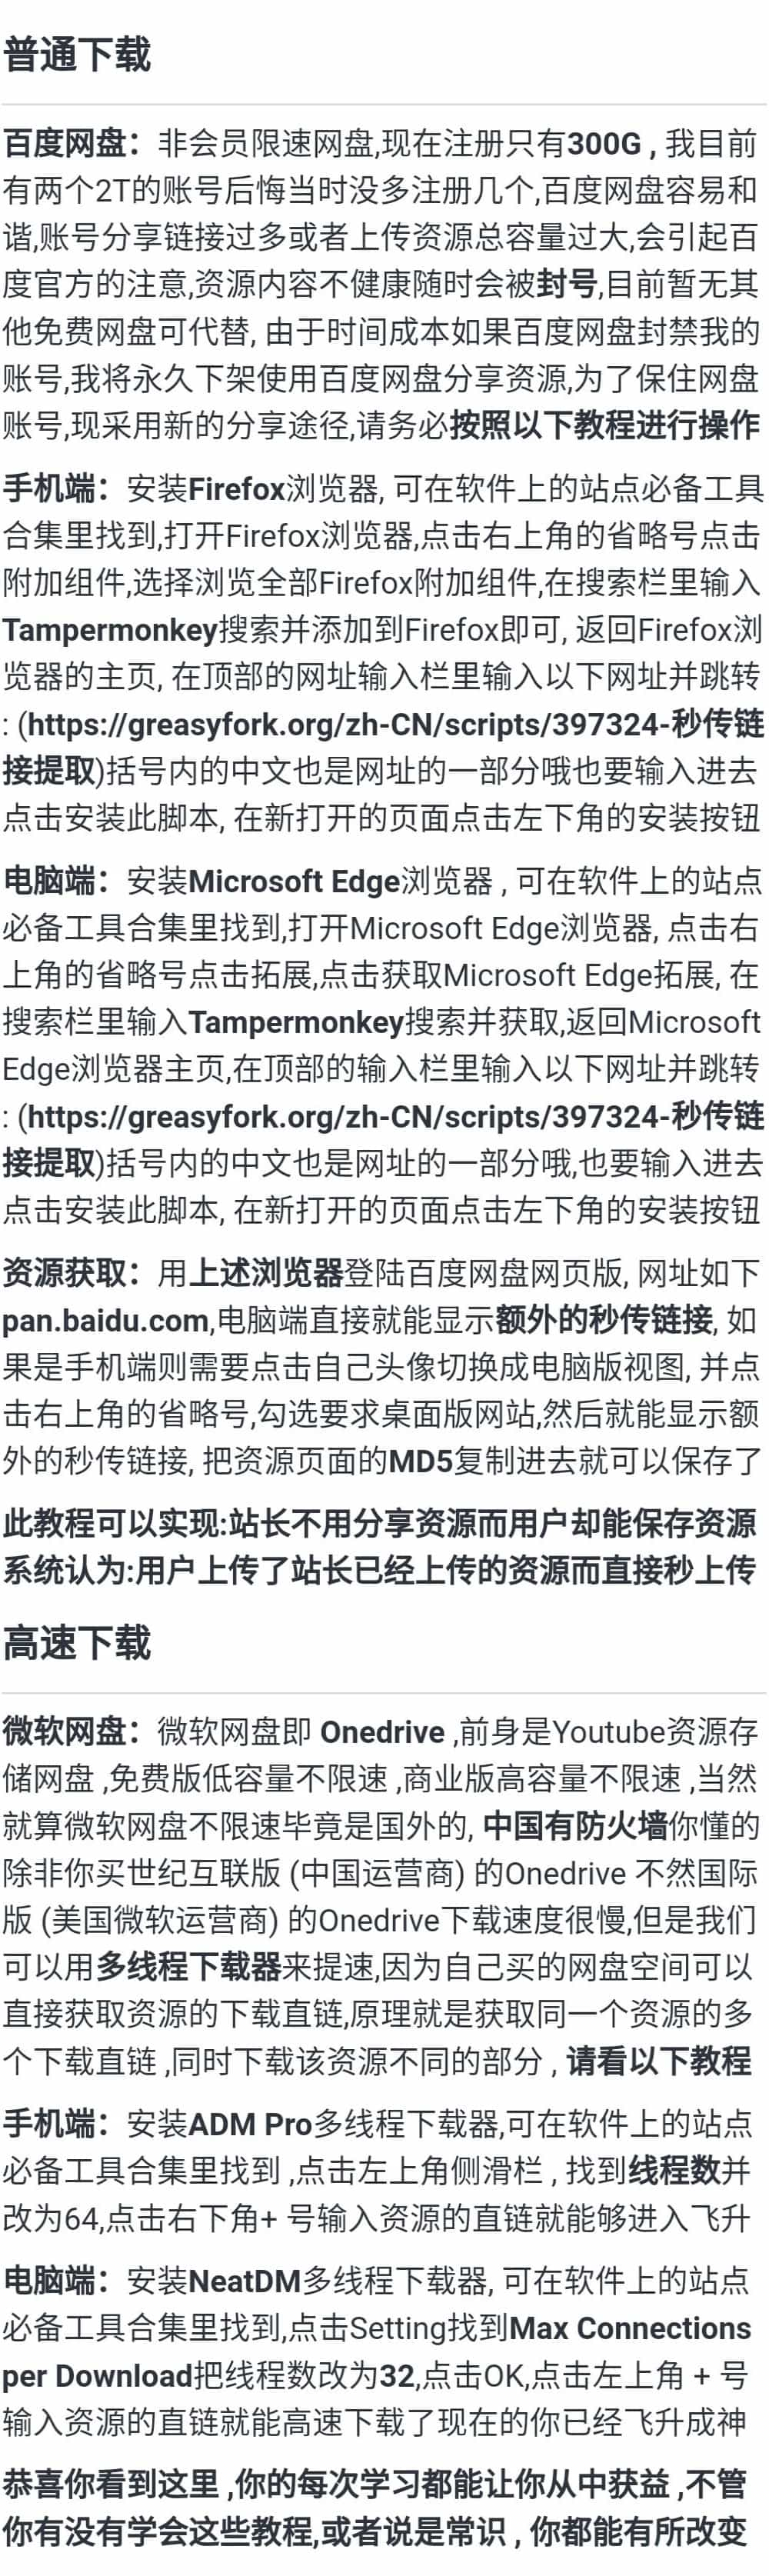 普通下载
百度网盘：非会员限速网盘,现在注册只有300G , 我目前
有两个2T的账号后悔当时没多注册几个,百度网盘容易和
谐,账号分享链接过多或者上传资源总容量过大,会引起百
度官方的注意,资源内容不健康随时会被封号,目前暂无其
他免费网盘可代替, 由于时间成本如果百度网盘封禁我的
账号,我将永久下架使用百度网盘分享资源,为了保住网盘
账号,现采用新的分享途径,请务必按照以下教程进行操作
手机端：安装Firefox浏览器, 可在软件上的站点必备工具
合集里找到,打开Firefox浏览器,点击右上角的省略号点击
附加组件,选择浏览全部Firefox附加组件,在搜索栏里输入
Tampermonkey搜索并添加到Firefox即可, 返回Firefox浏
览器的主页, 在顶部的网址输入栏里输入以下网址并跳转
: (https://greasyfork.org/zh-CN/scripts/397324-秒传链
接提取)括号内的中文也是网址的一部分哦也要输入进去
点击安装此脚本, 在新打开的页面点击左下角的安装按钮
电脑端：安装Microsoft Edge浏览器 , 可在软件上的站点
必备工具合集里找到,打开Microsoft Edge浏览器, 点击右
上角的省略号点击拓展,点击获取Microsoft Edge拓展, 在
搜索栏里输入Tampermonkey搜索并获取,返回Microsoft
Edge浏览器主页,在顶部的输入栏里输入以下网址并跳转
: (https://greasyfork.org/zh-CN/scripts/397324-秒传链
接提取)括号内的中文也是网址的一部分哦,也要输入进去
点击安装此脚本, 在新打开的页面点击左下角的安装按钮
资源获取：用上述浏览器登陆百度网盘网页版, 网址如下
pan.baidu.com,电脑端直接就能显示额外的秒传链接, 如
果是手机端则需要点击自己头像切换成电脑版视图, 并点
击右上角的省略号,勾选要求桌面版网站,然后就能显示额
外的秒传链接, 把资源页面的MD5复制进去就可以保存了
此教程可以实现:站长不用分享资源而用户却能保存资源
系统认为:用户上传了站长已经上传的资源而直接秒上传
高速下载
微软网盘：微软网盘即 Onedrive ,前身是Youtube资源存
储网盘 ,免费版低容量不限速 ,商业版高容量不限速 ,当然
就算微软网盘不限速毕竟是国外的, 中国有防火墙你懂的
除非你买世纪互联版 (中国运营商) 的Onedrive 不然国际
版 (美国微软运营商) 的Onedrive下载速度很慢,但是我们
可以用多线程下载器来提速,因为自己买的网盘空间可以
直接获取资源的下载直链,原理就是获取同一个资源的多
个下载直链 ,同时下载该资源不同的部分 , 请看以下教程
手机端：安装ADM Pro多线程下载器,可在软件上的站点
必备工具合集里找到 ,点击左上角侧滑栏 , 找到线程数并
改为64,点击右下角+ 号输入资源的直链就能够进入飞升
电脑端：安装NeatDM多线程下载器, 可在软件上的站点
必备工具合集里找到,点击Setting找到Max Connections
per Download把线程数改为32,点击OK,点击左上角 + 号
输入资源的直链就能高速下载了现在的你已经飞升成神
恭喜你看到这里 ,你的每次学习都能让你从中获益 ,不管
你有没有学会这些教程,或者说是常识 , 你都能有所改变